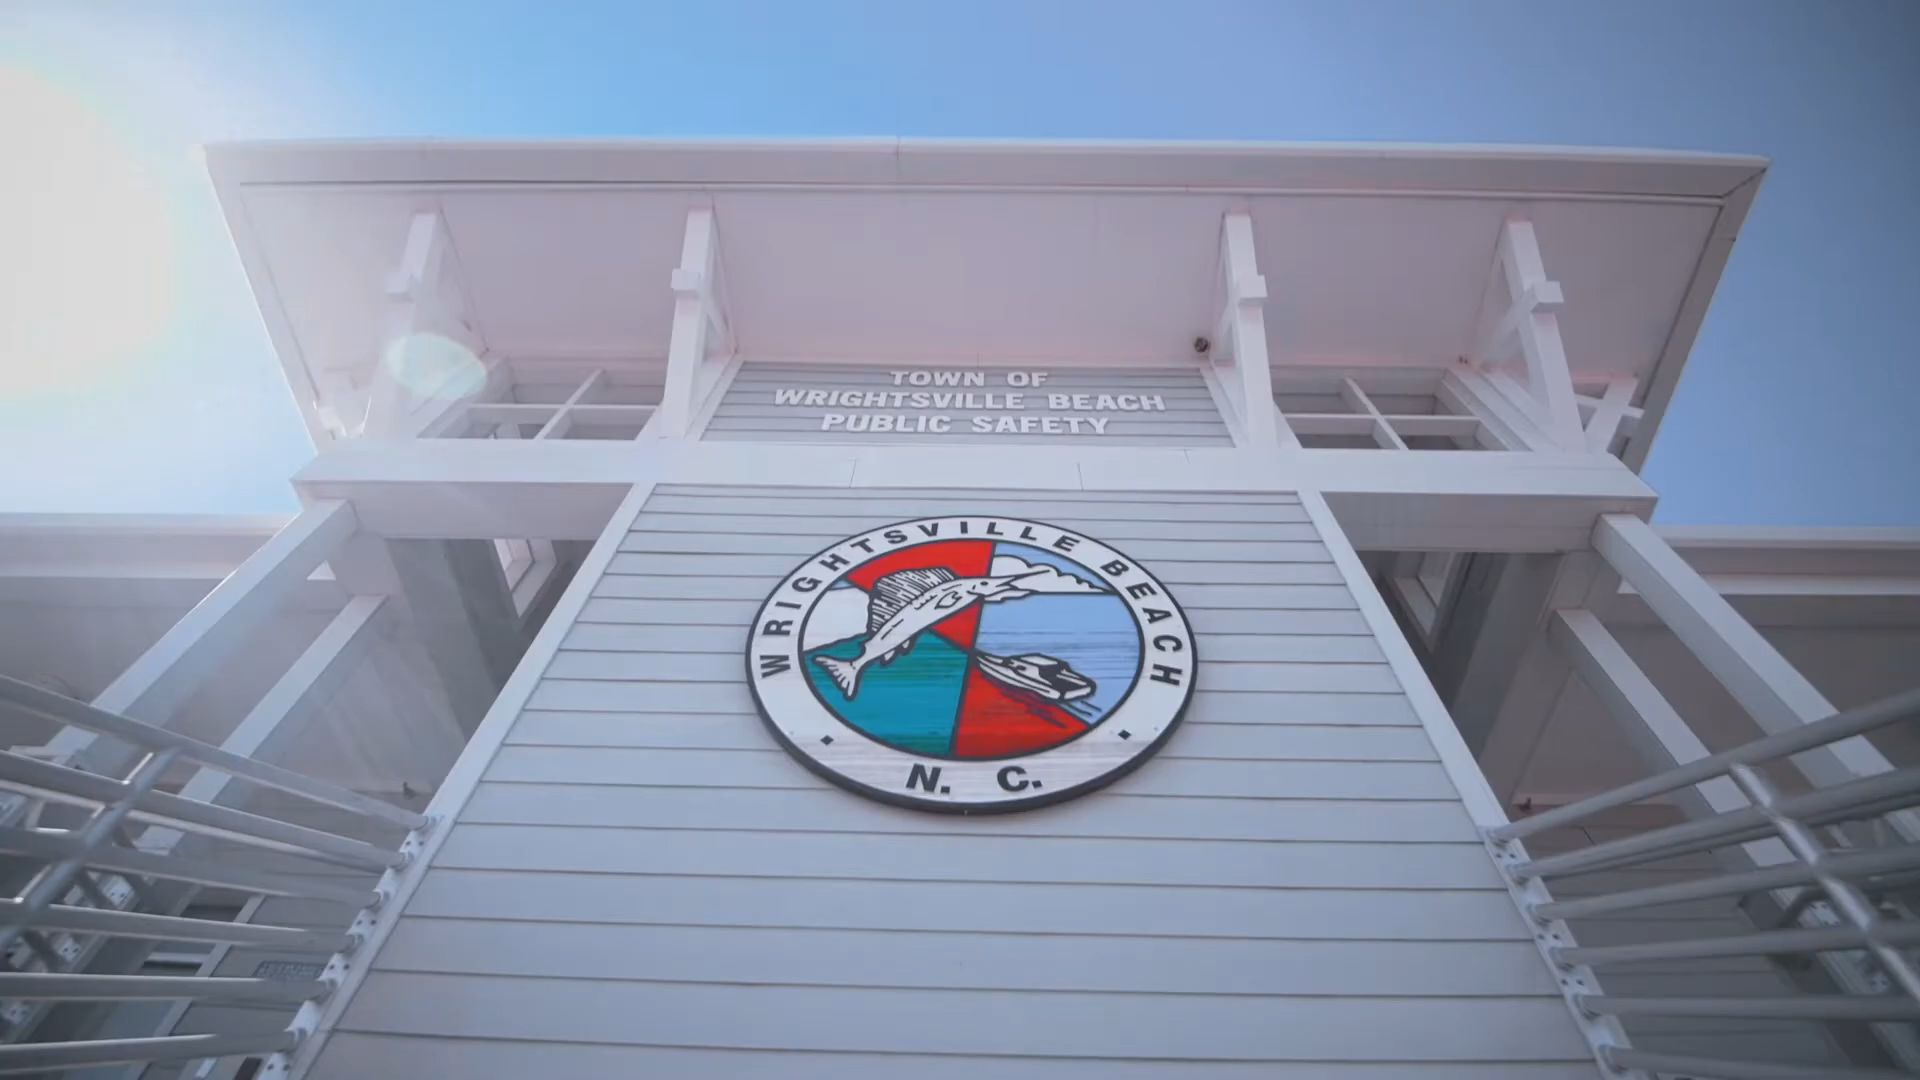 TOWN OF
WRIGHTSVILLE BEACH
PUBLIC SAFETY
WRIGHTSVILLE BEACH
N. C.